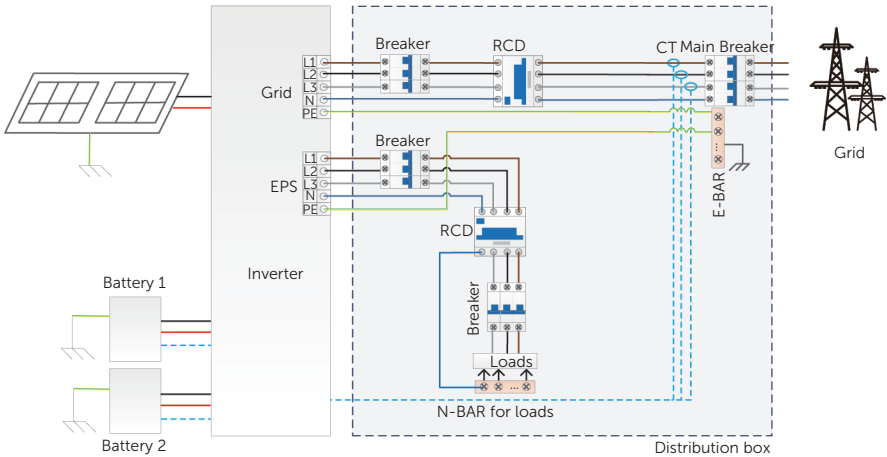 Breaker
RCD
CT Main Breaker
Grid
L1
L2
L3
N
PE
Grid
Breaker
EPS
L1
L2
L3
N
PE
E-BAR
RCD
Inverter
Battery 1
Breaker
Loads
...
...
N-BAR for loads
Battery 2
Distribution box